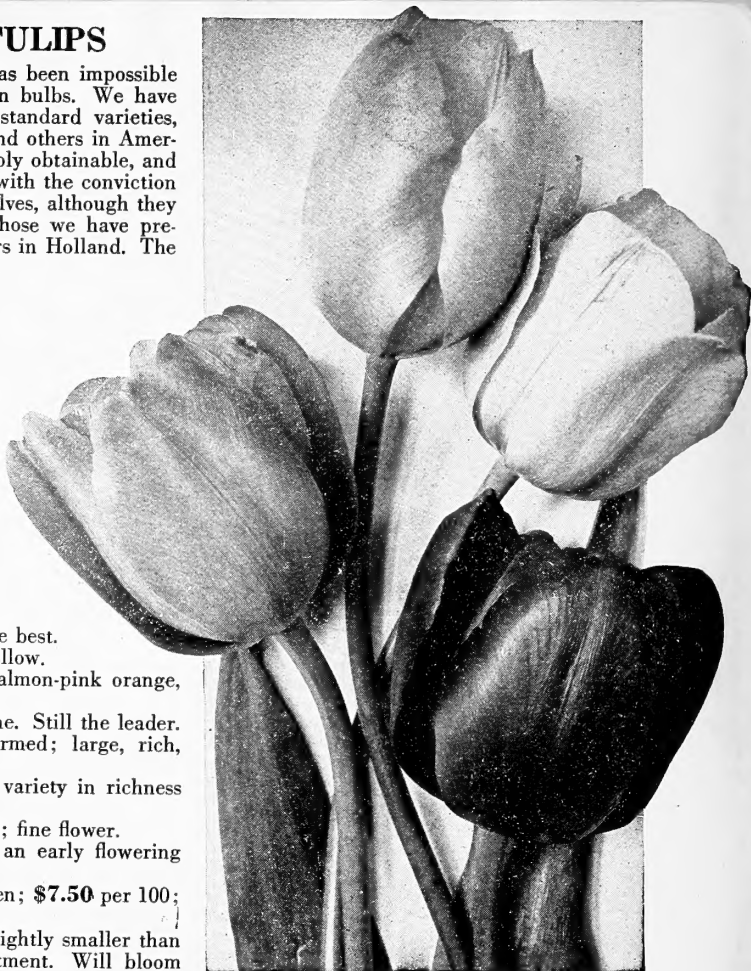 TULIPS
as been impossible
n bulbs. We have
standard varieties,
nd others in Amer-
bly obtainable, and
with the conviction
lves, although they
hose we have pre-
s in Holland. The
e best.
llow.
almon-pink orange,
ne. Still the leader.
rmed; large, rich,
variety in richness
; fine flower.
an early flowering
en; $7.50 per 100;
ightly smaller than
tment. Will bloom